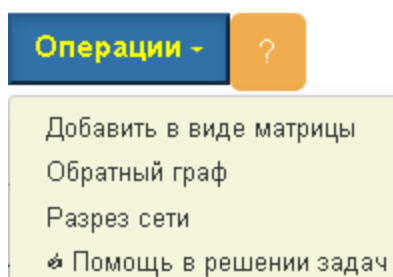 Операции
?
Добавить в виде матрицы
Обратный граф
Разрез сети
Помощь в решении задач